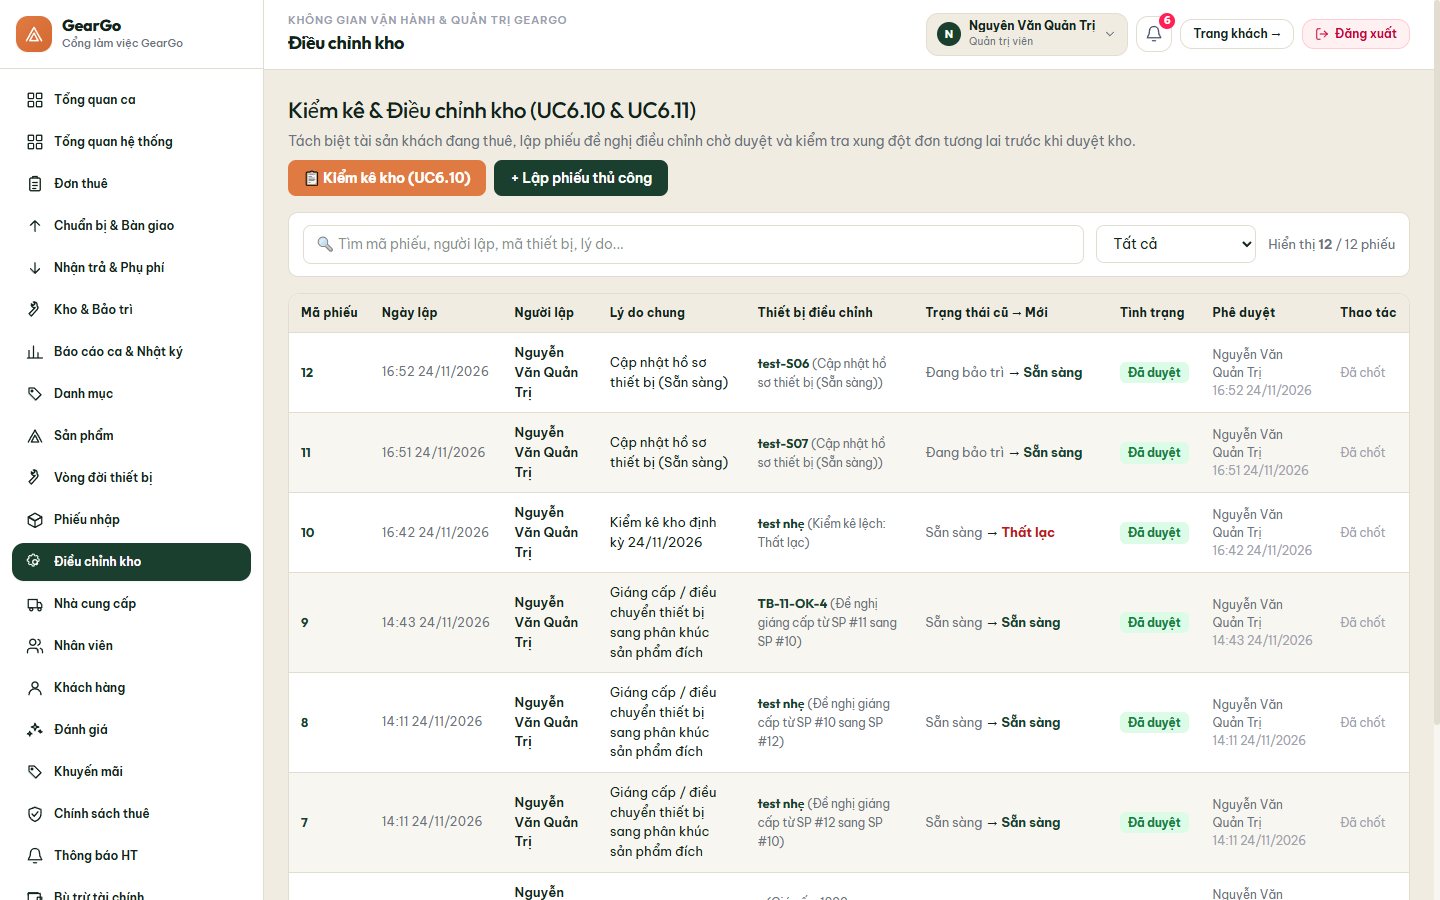 GearGo
Cổng làm việc GearGo
Tổng quan ca
Tổng quan hệ thống
Đơn thuê
Chuẩn bị & Bàn giao
Nhận trả & Phụ phí
Kho & Bảo trì
Báo cáo ca & Nhật ký
Danh mục
Sản phẩm
Vòng đời thiết bị
Phiếu nhập
Điều chỉnh kho
Nhà cung cấp
Nhân viên
Khách hàng
Đánh giá
Khuyến mãi
Chính sách thuê
Thông báo HT
Bù trừ tài chính
KHÔNG GIAN VẬN HÀNH & QUẢN TRỊ GEARGO
Điều chỉnh kho
N
Nguyễn Văn Quản Trị
Quản trị viên
6
Trang khách →
Đăng xuất
Kiểm kê & Điều chỉnh kho (UC6.10 & UC6.11)
Tách biệt tài sản khách đang thuê, lập phiếu đề nghị điều chỉnh chờ duyệt và kiểm tra xung đột đơn tương lai trước khi duyệt kho.
Kiểm kê kho (UC6.10)
+ Lập phiếu thủ công
Tìm mã phiếu, người lập, mã thiết bị, lý do...
Tất cả
Hiển thị 12 / 12 phiếu
Mã phiếu Ngày lập Người lập Lý do chung Thiết bị điều chỉnh Trạng thái cũ → Mới Tình trạng Phê duyệt Thao tác
12
16:52 24/11/2026
Nguyễn
Văn Quản
Trị
Cập nhật hồ sơ
thiết bị (Sẵn sàng)
test-S06 (Cập nhật hồ
sơ thiết bị (Sẵn sàng))
Đang bảo trì → Sẵn sàng
Đã duyệt
Nguyễn Văn
Quản Trị
16:52 24/11/2026
Đã chốt
11
16:51 24/11/2026
Nguyễn
Văn Quản
Trị
Cập nhật hồ sơ
thiết bị (Sẵn sàng)
test-S07 (Cập nhật hồ
sơ thiết bị (Sẵn sàng))
Đang bảo trì → Sẵn sàng
Đã duyệt
Nguyễn Văn
Quản Trị
16:51 24/11/2026
Đã chốt
10
16:42 24/11/2026
Nguyễn
Văn Quản
Trị
Kiểm kê kho định
kỳ 24/11/2026
test nhẹ (Kiểm kê lệch:
Thất lạc)
Sẵn sàng → Thất lạc
Đã duyệt
Nguyễn Văn
Quản Trị
16:42 24/11/2026
Đã chốt
9
14:43 24/11/2026
Nguyễn
Văn Quản
Trị
Giáng cấp / điều
chuyển thiết bị
sang phân khúc
sản phẩm đích
TB-11-OK-4 (Đề nghị
giáng cấp từ SP #11 sang
SP #10)
Sẵn sàng → Sẵn sàng
Đã duyệt
Nguyễn Văn
Quản Trị
14:43 24/11/2026
Đã chốt
8
14:11 24/11/2026
Nguyễn
Văn Quản
Trị
Giáng cấp / điều
chuyển thiết bị
sang phân khúc
sản phẩm đích
test nhẹ (Đề nghị giáng
cấp từ SP #10 sang SP
#12)
Sẵn sàng → Sẵn sàng
Đã duyệt
Nguyễn Văn
Quản Trị
14:11 24/11/2026
Đã chốt
7
14:11 24/11/2026
Nguyễn
Văn Quản
Trị
Giáng cấp / điều
chuyển thiết bị
sang phân khúc
sản phẩm đích
test nhẹ (Đề nghị giáng
cấp từ SP #12 sang SP
#10)
Sẵn sàng → Sẵn sàng
Đã duyệt
Nguyễn Văn
Quản Trị
14:11 24/11/2026
Đã chốt
Nguyễn
Nguyễn Văn